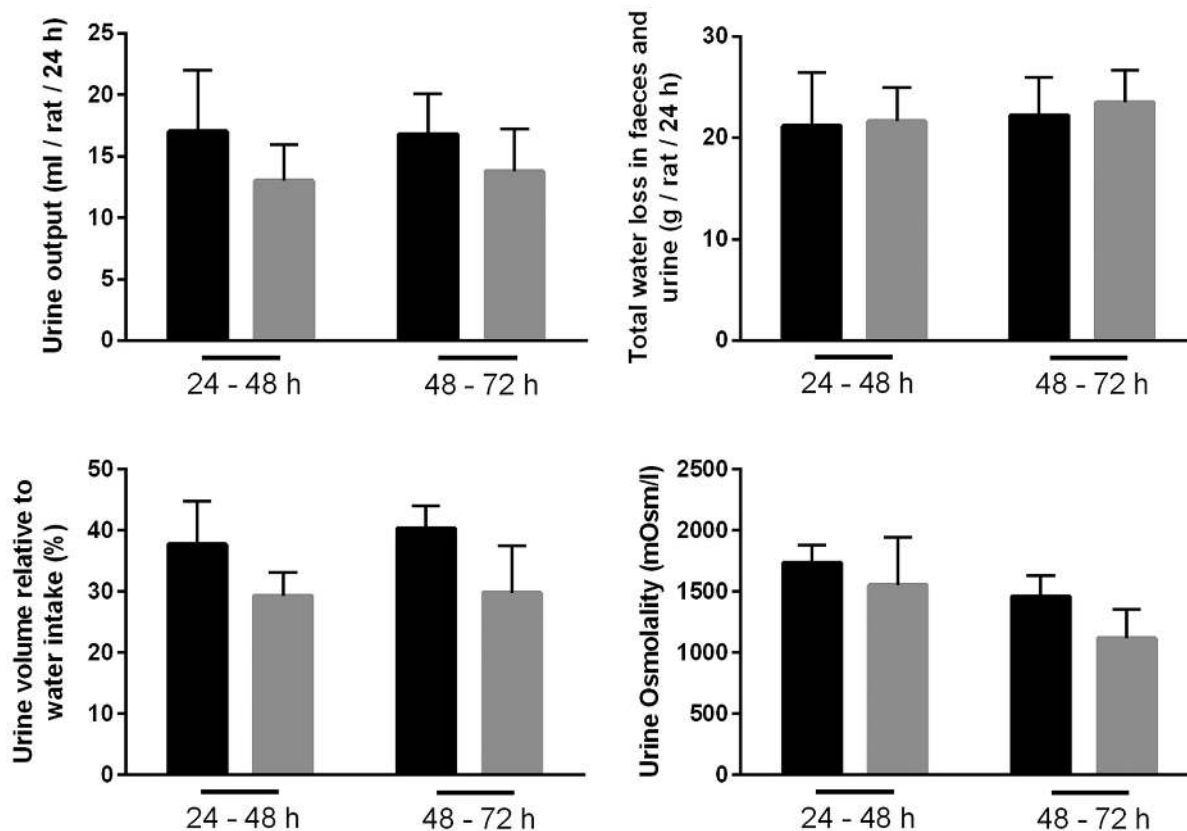 Urine output (ml / rat / 24 h)
25
20
15
10
5
0
24 - 48 h
48 - 72 h
Total water loss in faeces and
urine (g / rat / 24 h)
30
20
10
0
24 - 48 h
48 - 72 h
Urine volume relative to
water intake (%)
50
40
30
20
10
0
24 - 48 h
48 - 72 h
Urine Osmolality (mOsm/l)
2500
2000
1500
1000
500
0
24 - 48 h
48 - 72 h